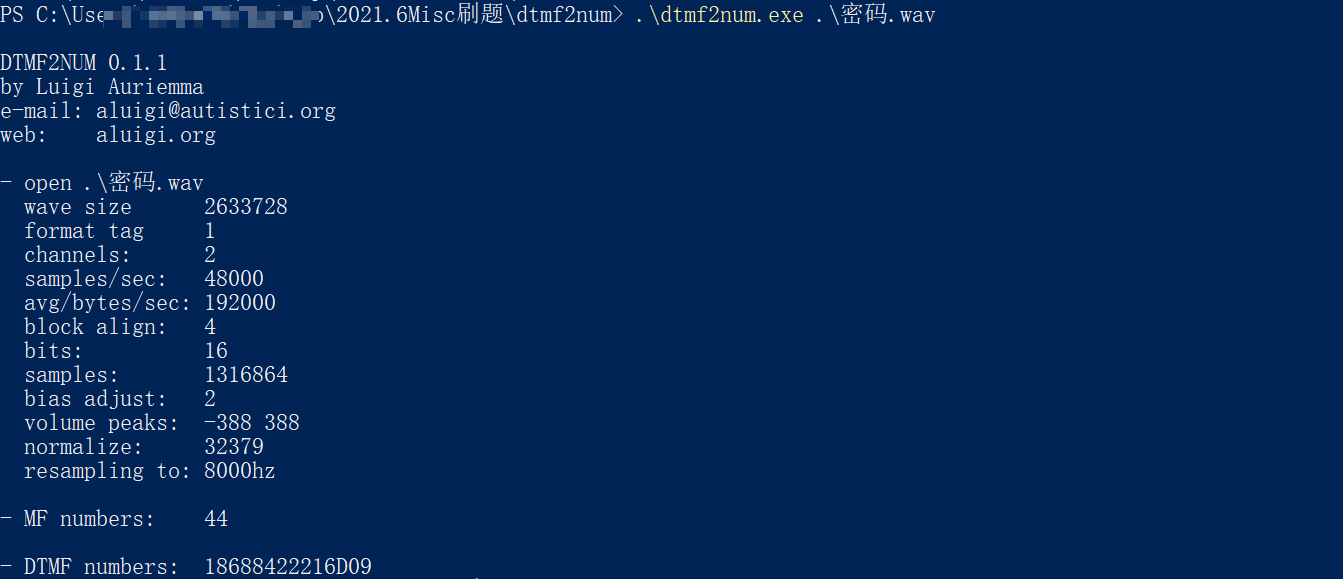 PS C:\Use \2021.6Misc刷题\dtmf2num> .\dtmf2num.exe .\密码.wav
DTMF2NUM 0.1.1
by Luigi Auriemma
e-mail: aluigi@autistici.org
web:    aluigi.org
- open .\密码.wav
  wave size      2633728
  format tag     1
  channels:      2
  samples/sec:   48000
  avg/bytes/sec: 192000
  block align:   4
  bits:          16
  samples:       1316864
  bias adjust:   2
  volume peaks:  -388 388
  normalize:     32379
  resampling to: 8000hz
- MF numbers:    44
- DTMF numbers:  18688422216D09